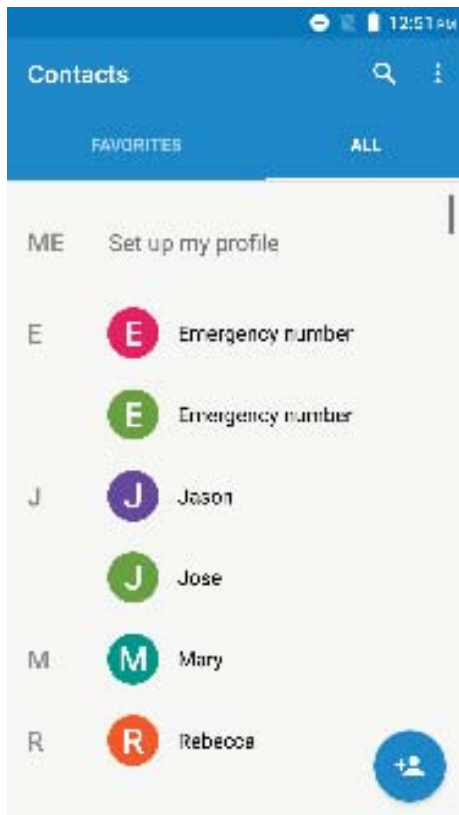 12:51 PM
Contacts
FAVORITES ALL
ME Set up my profile
E E Emergency number
E Emergency number
J J Jason
J Jose
M M Mary
R R Rebecca